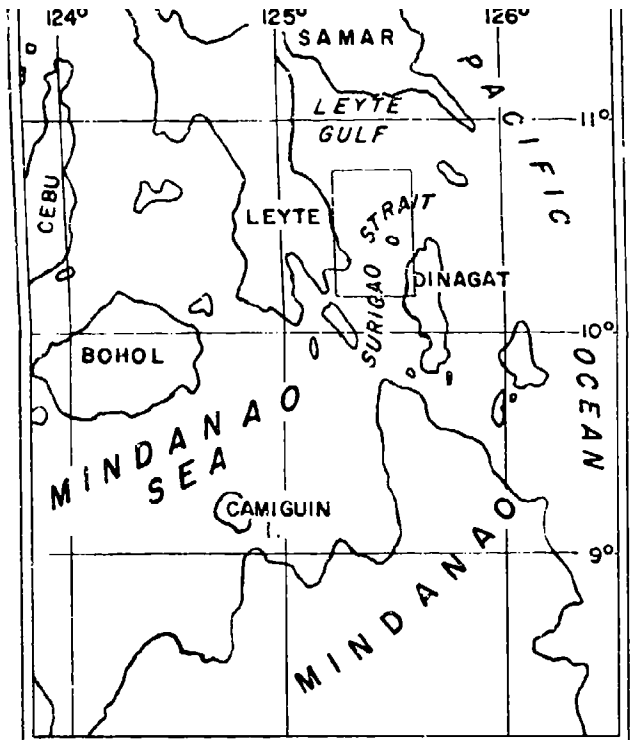 124° 125° 126°
SAMAR
PACIFIC
LEYTE
GULF
11°
CEBU
LEYTE
SURIGAO STRAIT
DINAGAT
10°
BOHOL
OCEAN
MINDANAO
SEA
CAMIGUIN
I.
9°
MINDANAO